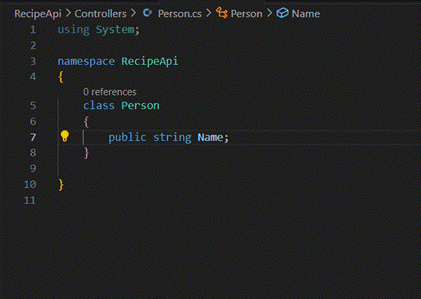 RecipeApi > Controllers > Person.cs > Person > Name
1 using System;
2
3 namespace RecipeApi
4 {
0 references
5 class Person
6 {
7 public string Name;
8 }
9
10 }
11